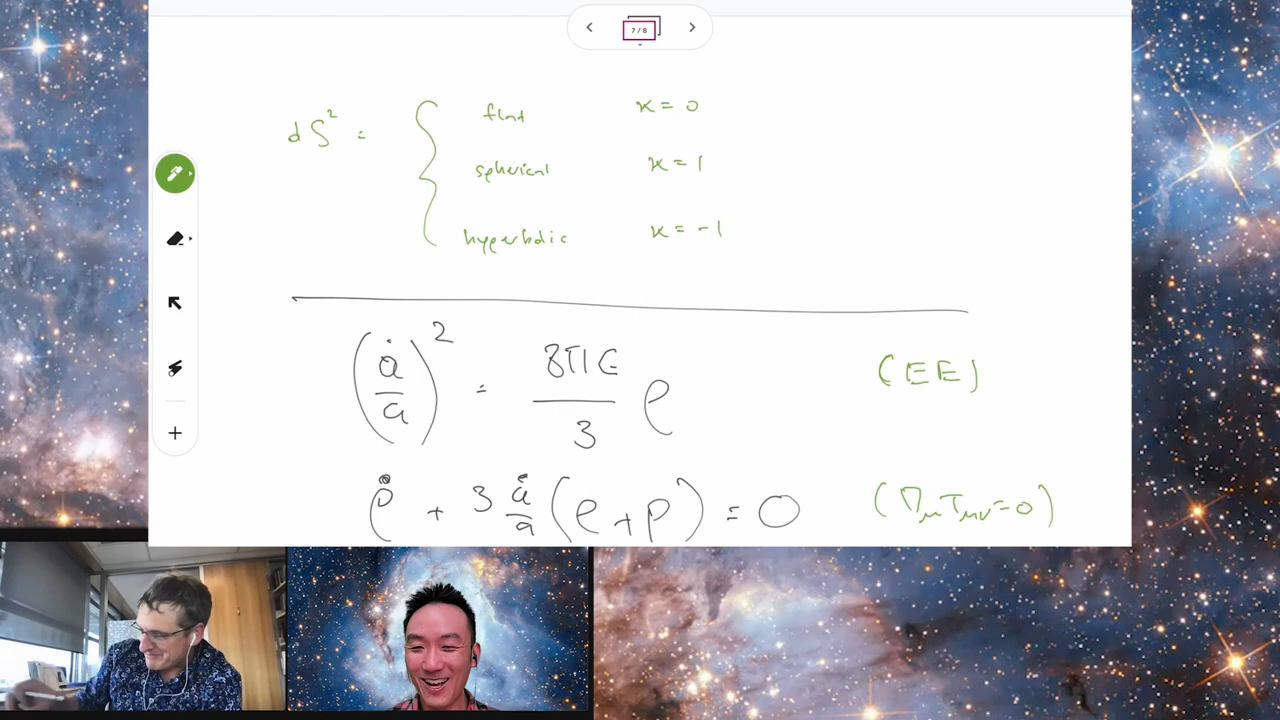 7 / 8
dS² = { flat κ = 0
spherical κ = 1
hyperbolic κ = -1
(ȧ/a)² = 8πG/3 ρ (EE)
ρ̇ + 3 ȧ/a (ρ + p) = 0 (∇μTμν=0)